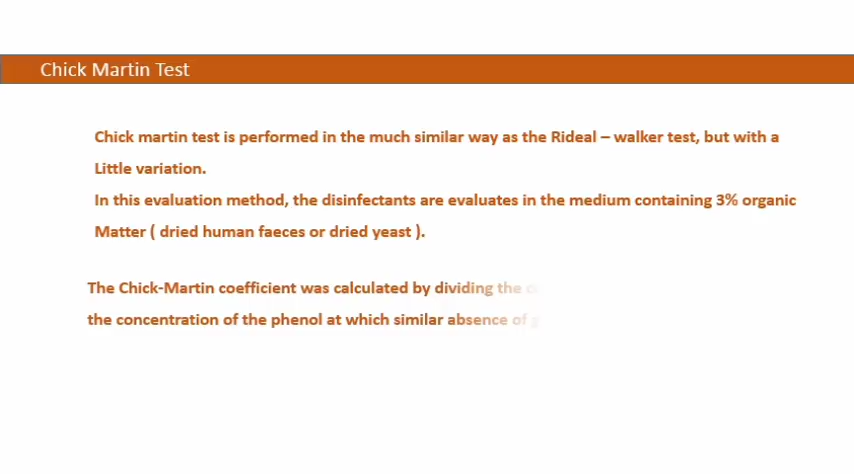 Chick Martin Test
Chick martin test is performed in the much similar way as the Rideal – walker test, but with a
Little variation.
In this evaluation method, the disinfectants are evaluates in the medium containing 3% organic
Matter ( dried human faeces or dried yeast ).
The Chick-Martin coefficient was calculated by dividing the
the concentration of the phenol at which similar absence of